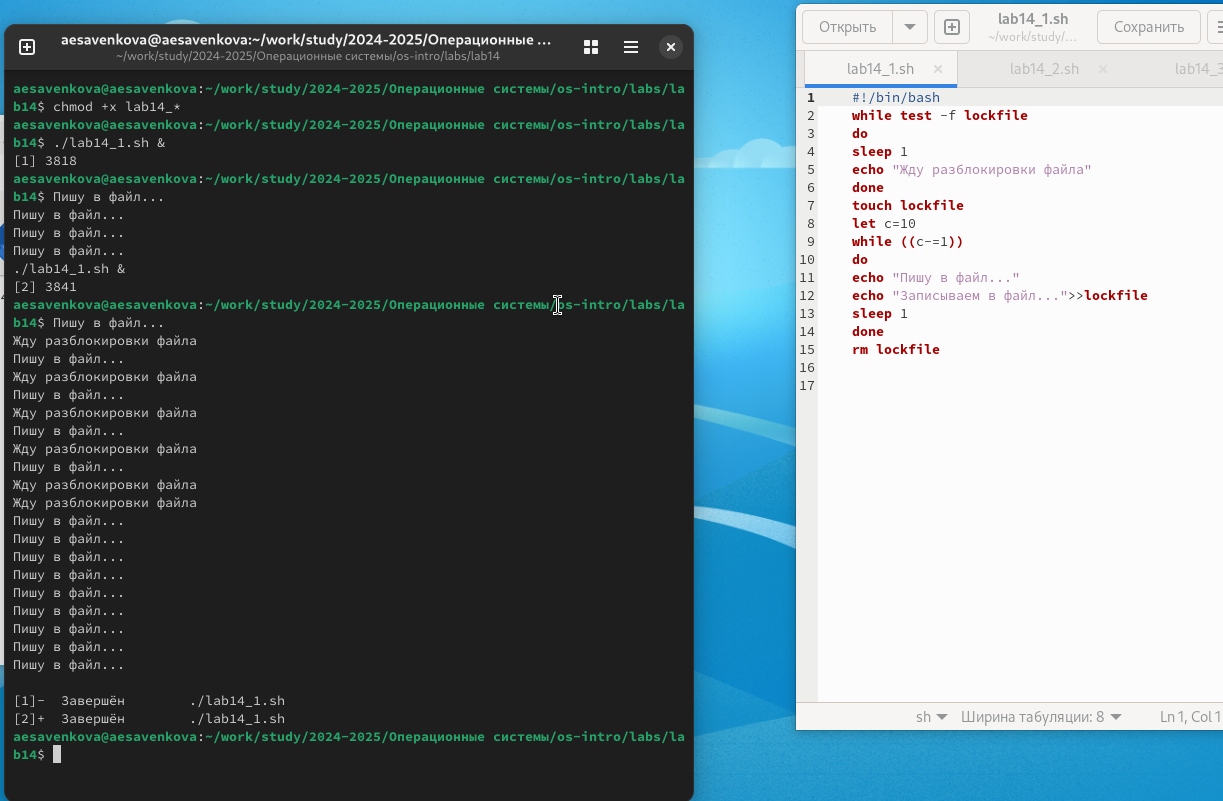 aesavenkova@aesavenkova:~/work/study/2024-2025/Операционные ...
~/work/study/2024-2025/Операционные системы/os-intro/labs/lab14
aesavenkova@aesavenkova:~/work/study/2024-2025/Операционные системы/os-intro/labs/la
b14$ chmod +x lab14_*
aesavenkova@aesavenkova:~/work/study/2024-2025/Операционные системы/os-intro/labs/la
b14$ ./lab14_1.sh &
[1] 3818
aesavenkova@aesavenkova:~/work/study/2024-2025/Операционные системы/os-intro/labs/la
b14$ Пишу в файл...
Пишу в файл...
Пишу в файл...
Пишу в файл...
./lab14_1.sh &
[2] 3841
aesavenkova@aesavenkova:~/work/study/2024-2025/Операционные системы/os-intro/labs/la
b14$ Пишу в файл...
Жду разблокировки файла
Пишу в файл...
Жду разблокировки файла
Пишу в файл...
Жду разблокировки файла
Пишу в файл...
Жду разблокировки файла
Пишу в файл...
Жду разблокировки файла
Жду разблокировки файла
Пишу в файл...
Пишу в файл...
Пишу в файл...
Пишу в файл...
Пишу в файл...
Пишу в файл...
Пишу в файл...
Пишу в файл...
Пишу в файл...
[1]-  Завершён        ./lab14_1.sh
[2]+  Завершён        ./lab14_1.sh
aesavenkova@aesavenkova:~/work/study/2024-2025/Операционные системы/os-intro/labs/la
b14$
Открыть
lab14_1.sh
~/work/study/...
Сохранить
lab14_1.sh
lab14_2.sh
lab14_3
1 #!/bin/bash
2 while test -f lockfile
3 do
4 sleep 1
5 echo "Жду разблокировки файла"
6 done
7 touch lockfile
8 let c=10
9 while ((c-=1))
10 do
11 echo "Пишу в файл..."
12 echo "Записываем в файл...">>lockfile
13 sleep 1
14 done
15 rm lockfile
16
17
sh
Ширина табуляции: 8
Ln 1, Col 1